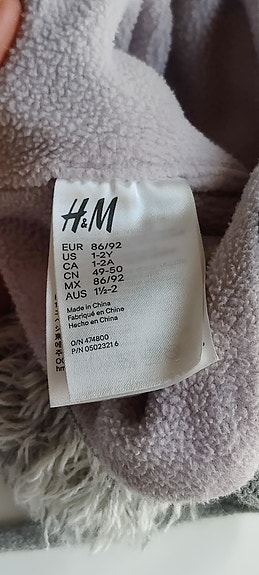 H&M
EUR 86/92
US 1-2Y
CA 1-2A
CN 49-50
MX 86/92
AUS 1½-2
Made in China
Fabriqué en Chine
Hecho en China
O/N 474800
P/N 0502321 6